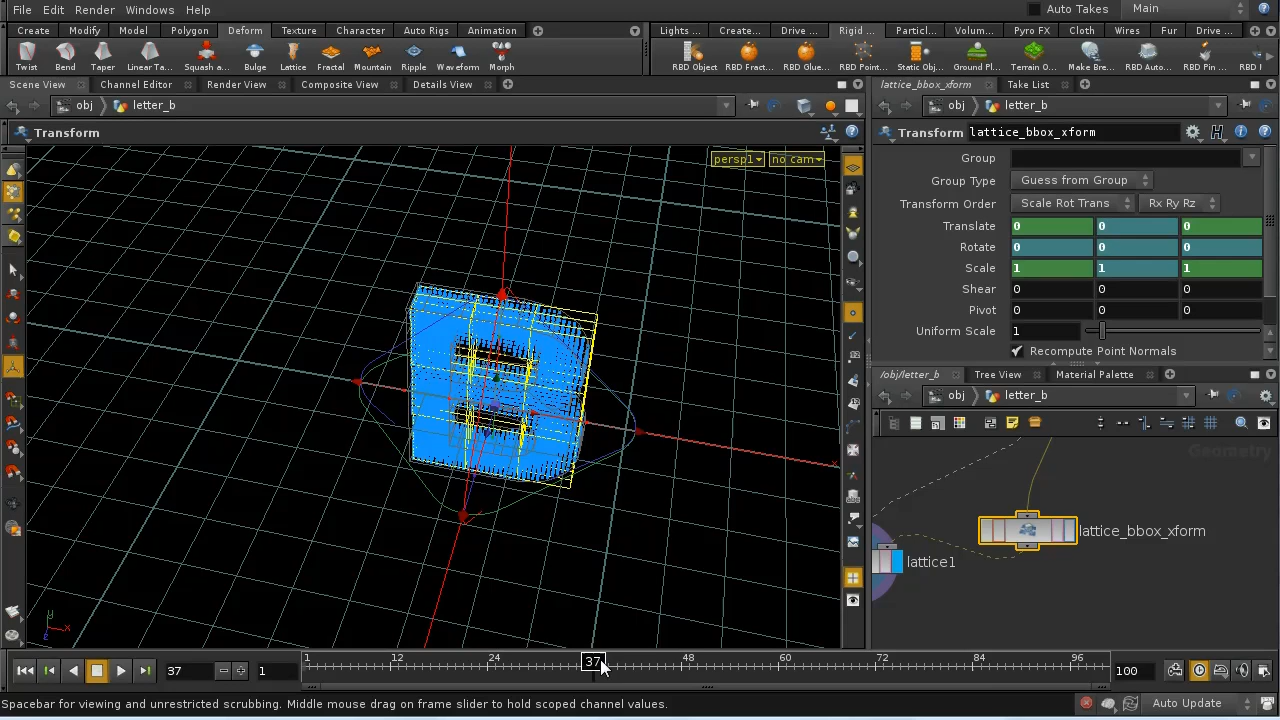 File Edit Render Windows Help Auto Takes Main
Create Modify Model Polygon Deform Texture Character Auto Rigs Animation Lights ... Create... Drive ... Rigid ... Particl... Volum... Pyro FX Cloth Wires Fur Drive ...
Twist Bend Taper Linear Ta... Squash a... Bulge Lattice Fractal Mountain Ripple Waveform Morph RBD Object RBD Fract... RBD Glue... RBD Point... Static Obj... Ground Pl... Terrain O... Make Bre... RBD Auto... RBD Pin ... RBD
Scene View Channel Editor Render View Composite View Details View lattice_bbox_xform Take List
obj letter_b obj letter_b
Transform Transform lattice_bbox_xform
persp1 no cam
Group
Group Type Guess from Group
Transform Order Scale Rot Trans Rx Ry Rz
Translate 0 0 0
Rotate 0 0 0
Scale 1 1 1
Shear 0 0 0
Pivot 0 0 0
Uniform Scale 1
Recompute Point Normals
/obj/letter_b Tree View Material Palette
obj letter_b
Geometry
lattice_bbox_xform
lattice1
y x z
x
37 1 1 12 24 37 48 60 72 84 96 100
Spacebar for viewing and unrestricted scrubbing. Middle mouse drag on frame slider to hold scoped channel values. Auto Update